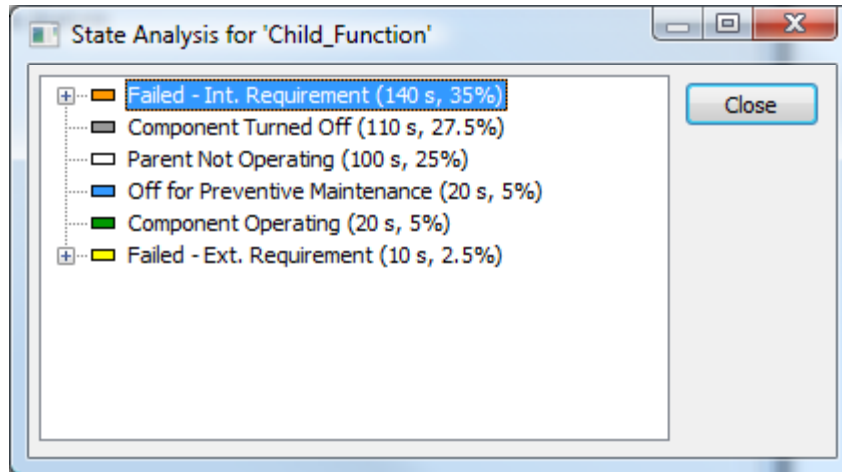 State Analysis for 'Child_Function'
Failed - Int. Requirement (140 s, 35%)
Close
Component Turned Off (110 s, 27.5%)
Parent Not Operating (100 s, 25%)
Off for Preventive Maintenance (20 s, 5%)
Component Operating (20 s, 5%)
Failed - Ext. Requirement (10 s, 2.5%)